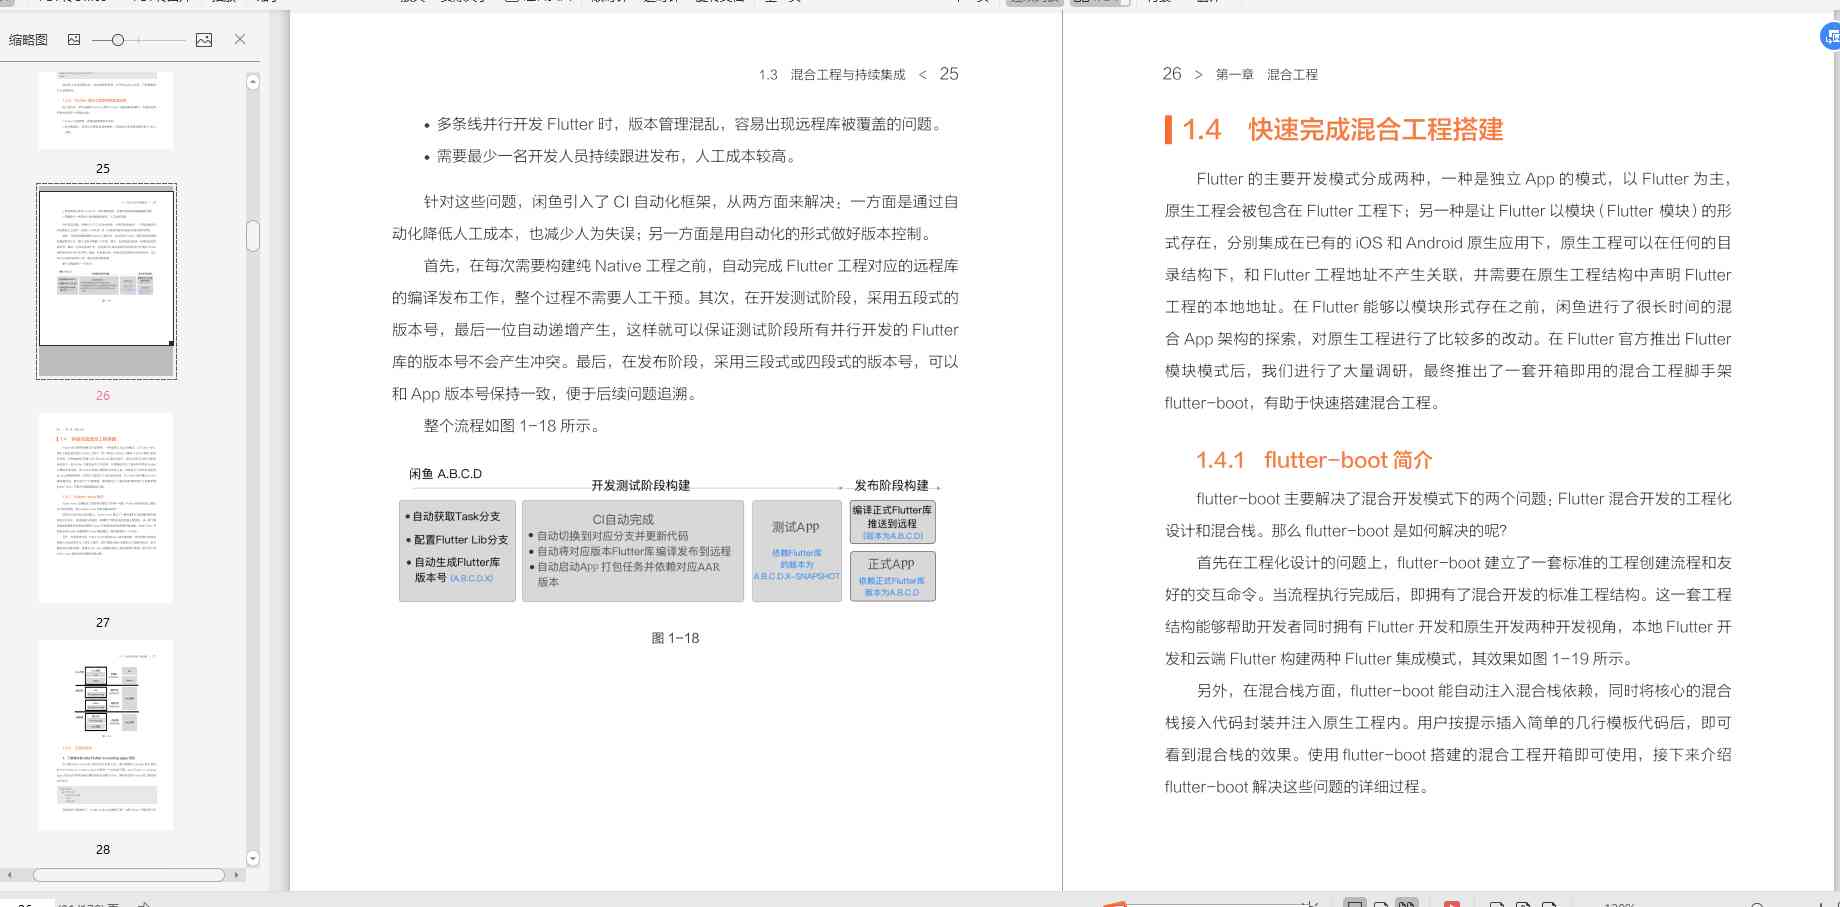 缩略图
25
26
27
28
1.3 混合工程与持续集成 < 25
• 多条线并行开发 Flutter 时，版本管理混乱，容易出现远程库被覆盖的问题。
• 需要最少一名开发人员持续跟进发布，人工成本较高。
针对这些问题，闲鱼引入了 CI 自动化框架，从两方面来解决：一方面是通过自
动化降低人工成本，也减少人为失误；另一方面是用自动化的形式做好版本控制。
首先，在每次需要构建纯 Native 工程之前，自动完成 Flutter 工程对应的远程库
的编译发布工作，整个过程不需要人工干预。其次，在开发测试阶段，采用五段式的
版本号，最后一位自动递增产生，这样就可以保证测试阶段所有并行开发的 Flutter
库的版本号不会产生冲突。最后，在发布阶段，采用三段式或四段式的版本号，可以
和 App 版本号保持一致，便于后续问题追溯。
整个流程如图 1-18 所示。
闲鱼 A.B.C.D
开发测试阶段构建
发布阶段构建
• 自动获取Task分支
• 配置Flutter Lib分支
• 自动生成Flutter库
版本号 (A.B.C.D.X)
CI自动完成
• 自动切换到对应分支并更新代码
• 自动将对应版本Flutter库编译发布到远程
• 自动启动App 打包任务并依赖对应AAR
版本
测试App
依赖Flutter库
的版本为
A.B.C.D.X-SNAPSHOT
编译正式Flutter库
推送到远程
(版本为A.B.C.D)
正式App
依赖正式Flutter库
版本为A.B.C.D
图 1-18
26 > 第一章 混合工程
1.4 快速完成混合工程搭建
Flutter 的主要开发模式分成两种，一种是独立 App 的模式，以 Flutter 为主，
原生工程会被包含在 Flutter 工程下；另一种是让 Flutter 以模块（Flutter 模块）的形
式存在，分别集成在已有的 iOS 和 Android 原生应用下，原生工程可以在任何的目
录结构下，和 Flutter 工程地址不产生关联，并需要在原生工程结构中声明 Flutter
工程的本地地址。在 Flutter 能够以模块形式存在之前，闲鱼进行了很长时间的混
合 App 架构的探索，对原生工程进行了比较多的改动。在 Flutter 官方推出 Flutter
模块模式后，我们进行了大量调研，最终推出了一套开箱即用的混合工程脚手架
flutter-boot，有助于快速搭建混合工程。
1.4.1 flutter-boot 简介
flutter-boot 主要解决了混合开发模式下的两个问题：Flutter 混合开发的工程化
设计和混合栈。那么 flutter-boot 是如何解决的呢?
首先在工程化设计的问题上，flutter-boot 建立了一套标准的工程创建流程和友
好的交互命令。当流程执行完成后，即拥有了混合开发的标准工程结构。这一套工程
结构能够帮助开发者同时拥有 Flutter 开发和原生开发两种开发视角，本地 Flutter 开
发和云端 Flutter 构建两种 Flutter 集成模式，其效果如图 1-19 所示。
另外，在混合栈方面，flutter-boot 能自动注入混合栈依赖，同时将核心的混合
栈接入代码封装并注入原生工程内。用户按提示插入简单的几行模板代码后，即可
看到混合栈的效果。使用 flutter-boot 搭建的混合工程开箱即可使用，接下来介绍
flutter-boot 解决这些问题的详细过程。